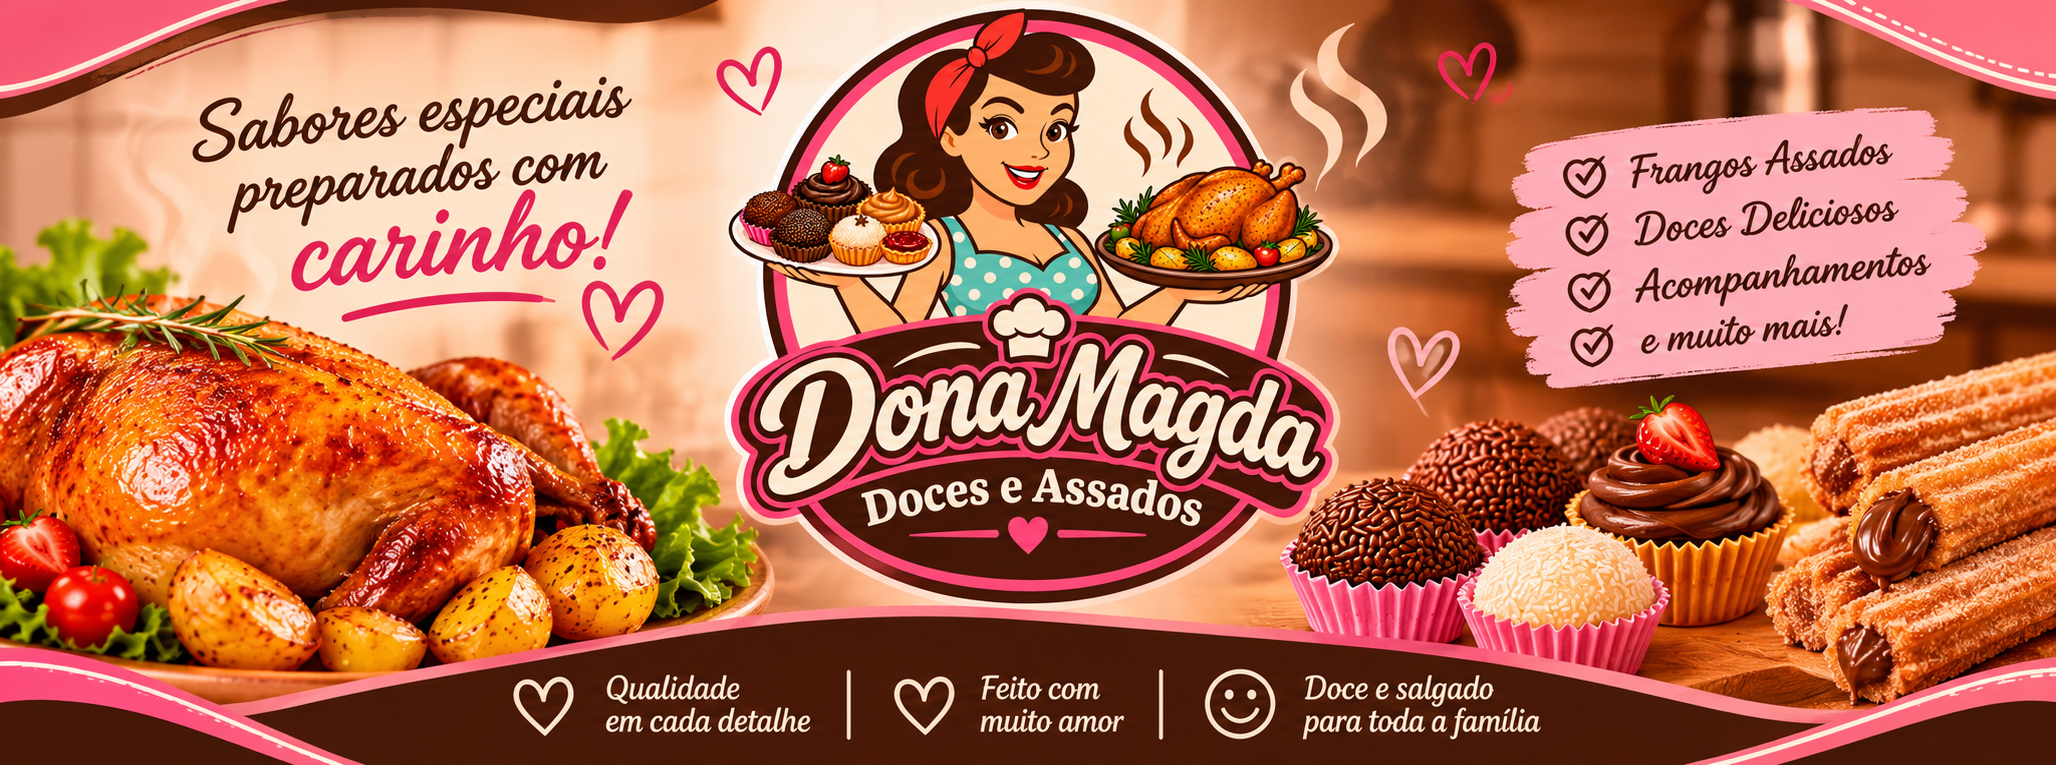 Sabores especiais
preparados com
carinho!
Dona Magda
Doces e Assados
Frangos Assados
Doces Deliciosos
Acompanhamentos
e muito mais!
Qualidade
em cada detalhe
Feito com
muito amor
Doce e salgado
para toda a família